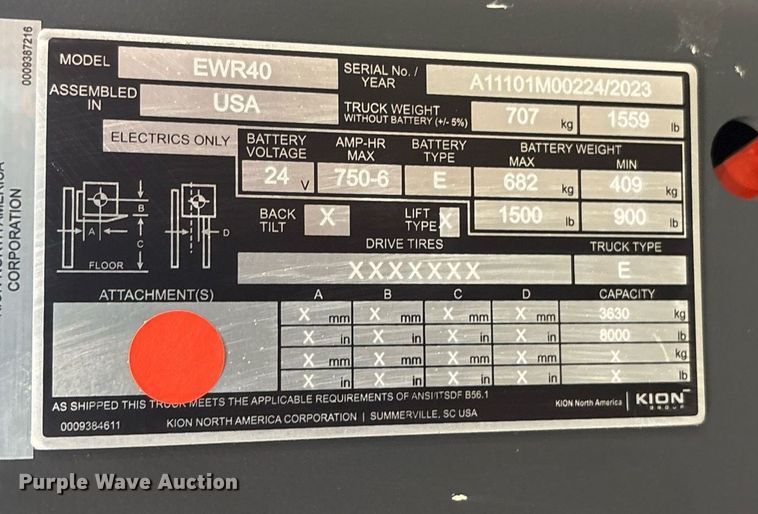 0009387216
CORPORATION
MODEL EWR40 SERIAL No./ YEAR A11101M00224/2023
ASSEMBLED IN USA TRUCK WEIGHT WITHOUT BATTERY (+/- 5%) 707 kg 1559 lb
ELECTRICS ONLY BATTERY VOLTAGE AMP-HR MAX BATTERY TYPE BATTERY WEIGHT MAX MIN
24 V 750-6 E 682 kg 409 kg
BACK TILT X LIFT TYPE X 1500 lb 900 lb
DRIVE TIRES TRUCK TYPE
XXXXXXX E
A B C D
FLOOR
ATTACHMENT(S) A B C D CAPACITY
X mm X mm X mm X mm 3630 kg
X in X in X in X in 8000 lb
X mm X mm X mm X mm X kg
X in X in X in X in X lb
AS SHIPPED THIS TRUCK MEETS THE APPLICABLE REQUIREMENTS OF ANSI/ITSDF B56.1
0009384611 KION NORTH AMERICA CORPORATION | SUMMERVILLE, SC USA
KION North America | KION GROUP
Purple Wave Auction